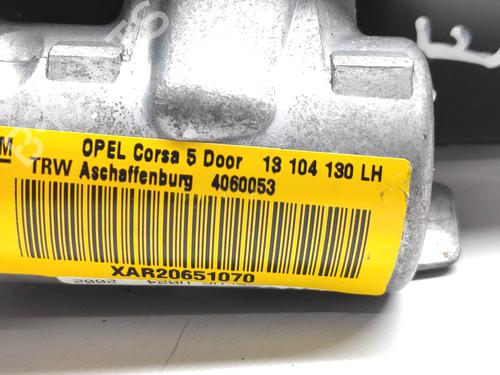 M OPEL Corsa 5 Door 13 104 130 LH
TRW Aschaffenburg 4060053
XAR20651070